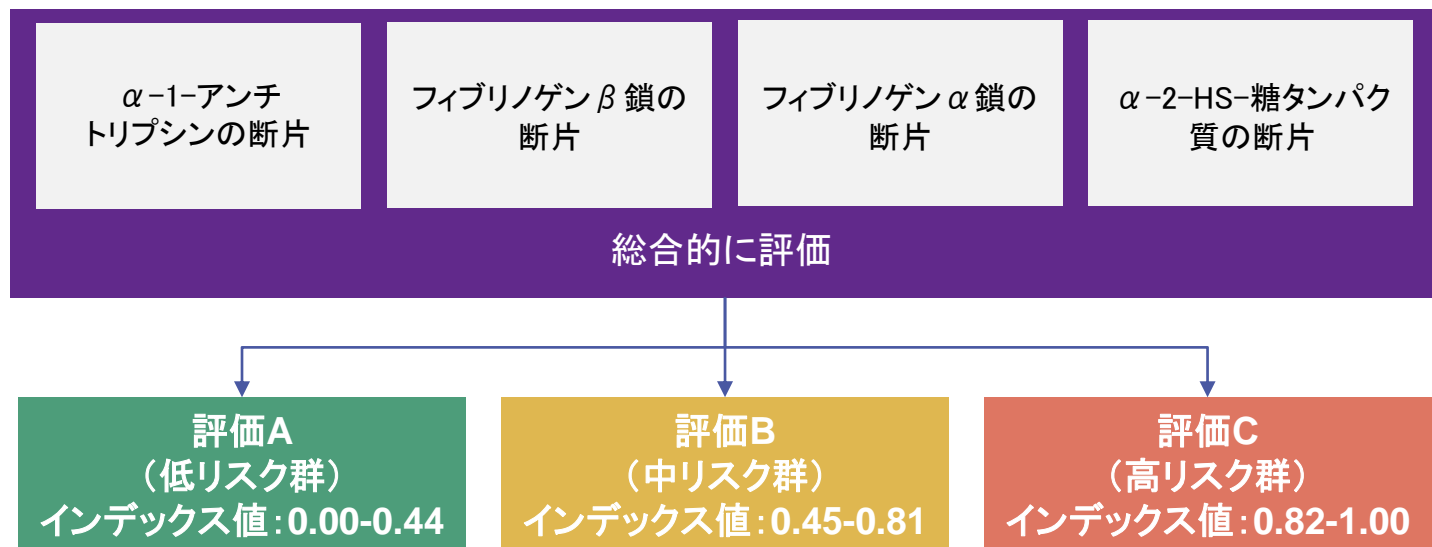 α-1-アンチ
トリプシンの断片
フィブリノゲンβ鎖の
断片
フィブリノゲンα鎖の
断片
α-2-HS-糖タンパク
質の断片
総合的に評価
評価A
（低リスク群）
インデックス値：0.00-0.44
評価B
（中リスク群）
インデックス値：0.45-0.81
評価C
（高リスク群）
インデックス値：0.82-1.00